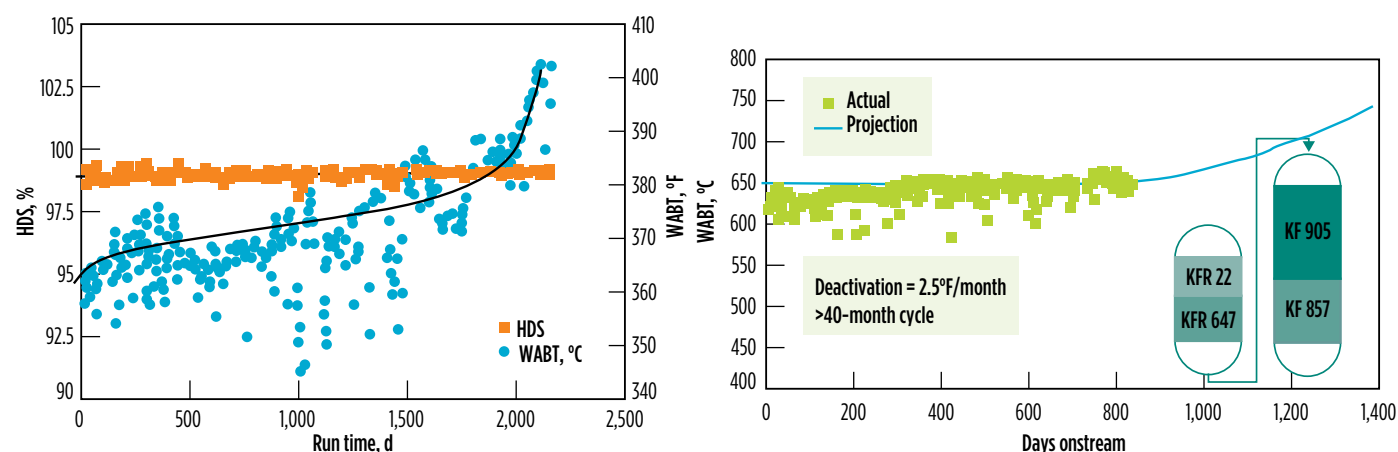 105
102.5
100
97.5
95
92.5
90
HDS, %
410
400
390
380
370
360
350
340
WABT, ºF
HDS
WABT, ºC
0
500
1,000
1,500
2,000
2,500
Run time, d
800
750
700
650
600
550
500
450
400
WABT, ºC
Actual
Projection
Deactivation = 2.5ºF/month
>40-month cycle
KFR 22
KFR 647
KF 905
KF 857
0
200
400
600
800
1,000
1,200
1,400
Days onstream